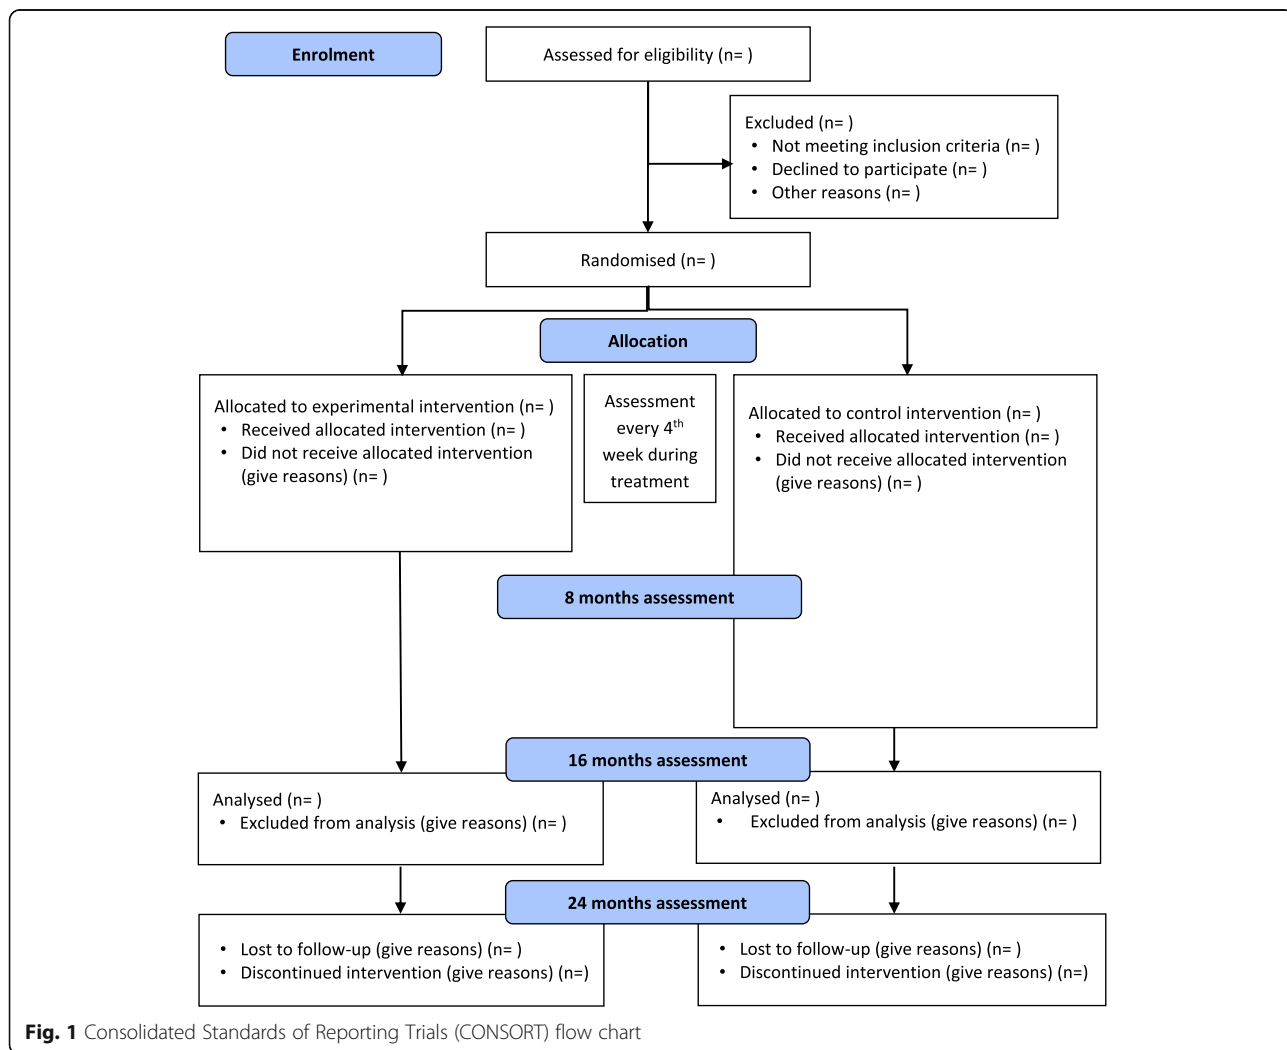 Enrolment
Assessed for eligibility (n= )
Excluded (n= )
• Not meeting inclusion criteria (n= )
• Declined to participate (n= )
• Other reasons (n= )
Randomised (n= )
Allocation
Allocated to experimental intervention (n= )
• Received allocated intervention (n= )
• Did not receive allocated intervention
(give reasons) (n= )
Assessment
every 4th
week during
treatment
Allocated to control intervention (n= )
• Received allocated intervention (n= )
• Did not receive allocated intervention
(give reasons) (n= )
8 months assessment
16 months assessment
Analysed (n= )
• Excluded from analysis (give reasons) (n= )
Analysed (n= )
• Excluded from analysis (give reasons) (n= )
24 months assessment
• Lost to follow-up (give reasons) (n= )
• Discontinued intervention (give reasons) (n=)
• Lost to follow-up (give reasons) (n= )
• Discontinued intervention (give reasons) (n=)
Fig. 1 Consolidated Standards of Reporting Trials (CONSORT) flow chart